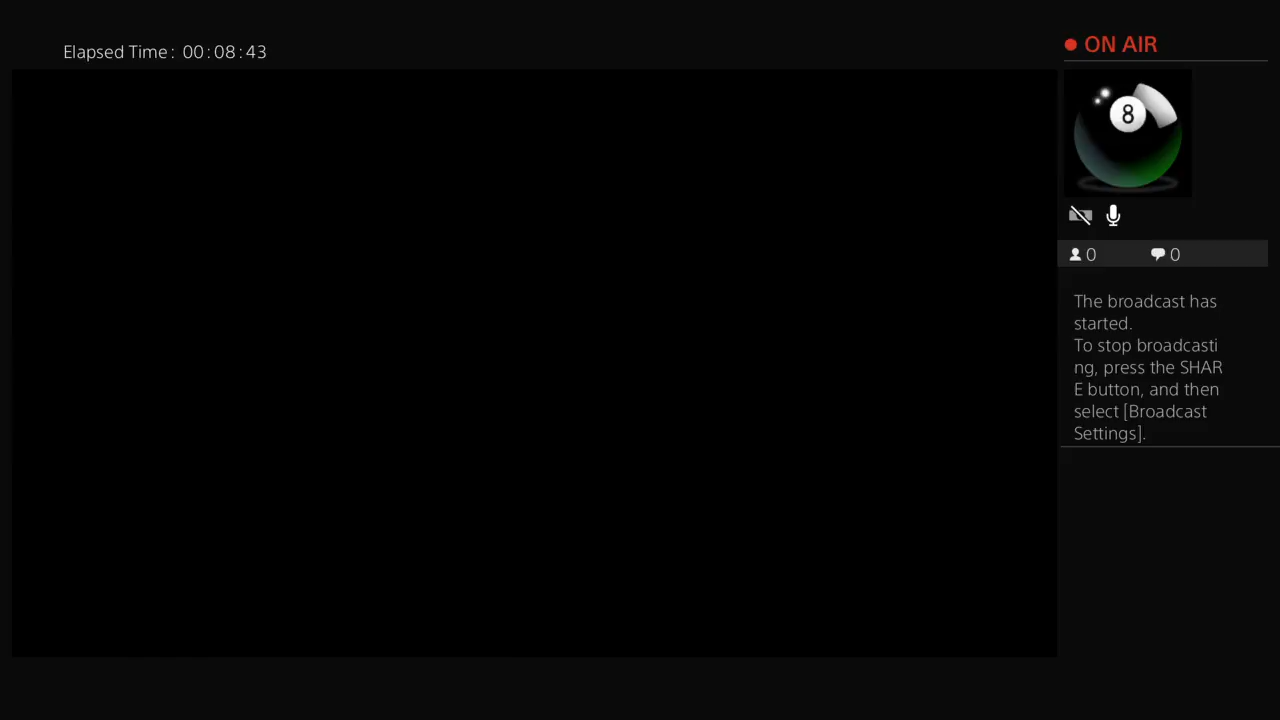 Elapsed Time: 00:08:43
ON AIR
8
0 0
The broadcast has
started.
To stop broadcasti
ng, press the SHAR
E button, and then
select [Broadcast
Settings].